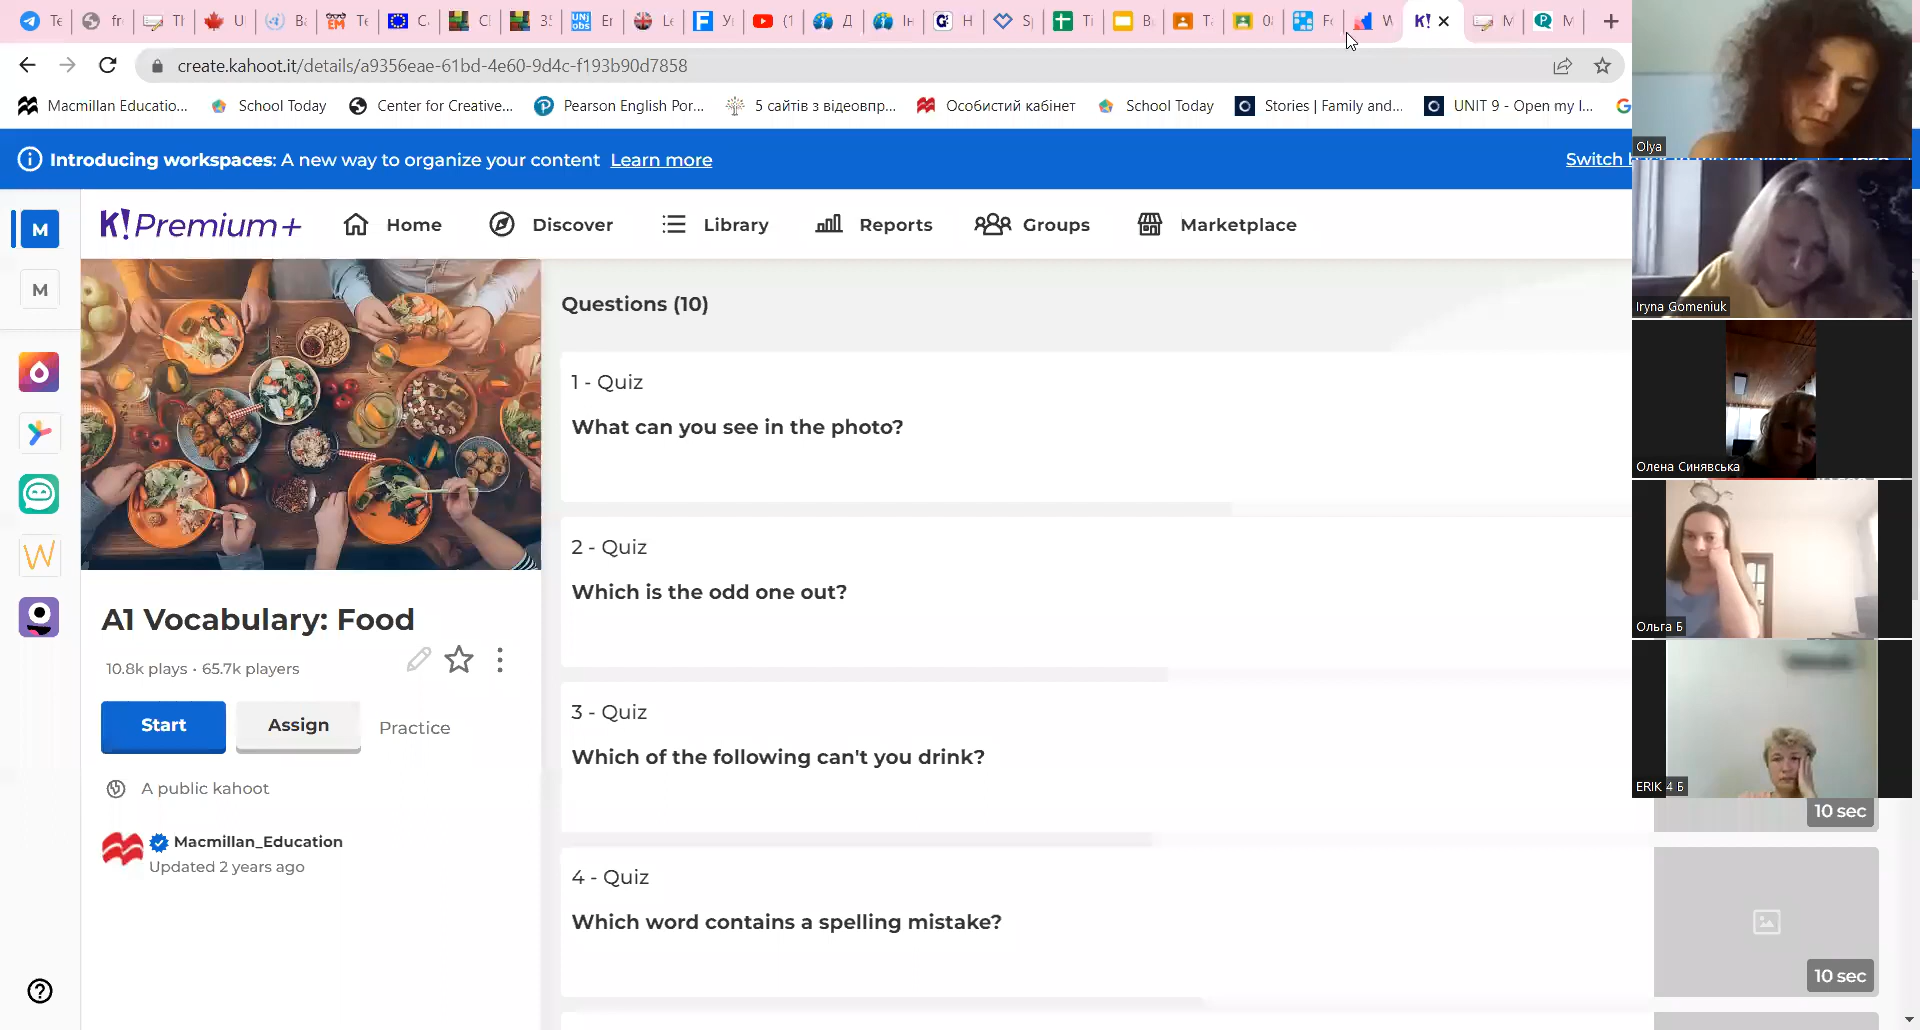 create.kahoot.it/details/a9356eae-61bd-4e60-9d4c-f193b90d7858
Macmillan Educatio...
School Today
Center for Creative...
Pearson English Por...
5 сайтів з відеовпр...
Особистий кабінет
School Today
Stories | Family and...
UNIT 9 - Open my l...
Introducing workspaces: A new way to organize your content Learn more
Switch
M
K! Premium+
Home
Discover
Library
Reports
Groups
Marketplace
M
Questions (10)
1 - Quiz
What can you see in the photo?
2 - Quiz
Which is the odd one out?
3 - Quiz
Which of the following can't you drink?
10 sec
4 - Quiz
Which word contains a spelling mistake?
10 sec
A1 Vocabulary: Food
10.8k plays • 65.7k players
Start
Assign
Practice
A public kahoot
Macmillan_Education
Updated 2 years ago
Olya
Iryna Gomeniuk
Олена Синявська
Ольга Б
ERIK 4 Б